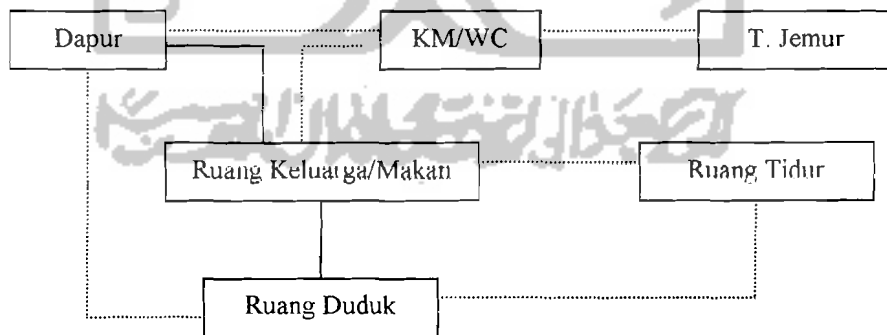 Dapur
KM/WC
T. Jemur
Ruang Keluarga/Makan
Ruang Tidur
Ruang Duduk